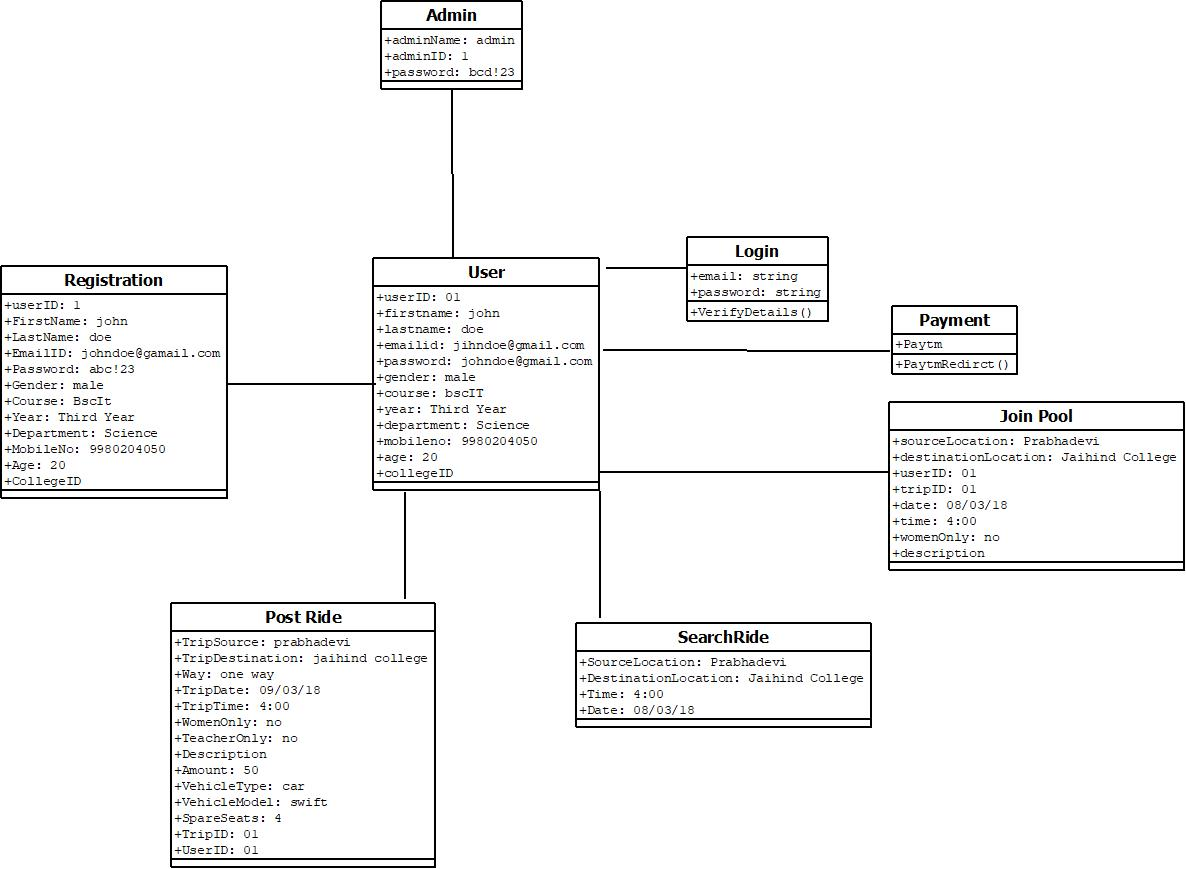 Admin
+adminName: admin
+adminID: 1
+password: bcd!23
Registration
+userID: 1
+FirstName: john
+LastName: doe
+EmailID: johndoe@gamail.com
+Password: abc!23
+Gender: male
+Course: BscIt
+Year: Third Year
+Department: Science
+MobileNo: 9980204050
+Age: 20
+CollegeID
User
+userID: 01
+firstname: john
+lastname: doe
+emailid: jihndoe@gmail.com
+password: johndoe@gmail.com
+gender: male
+course: bscIT
+year: Third Year
+department: Science
+mobileno: 9980204050
+age: 20
+collegeID
Login
+email: string
+password: string
+VerifyDetails()
Payment
+Paytm
+PaytmRedirct()
Join Pool
+sourceLocation: Prabhadevi
+destinationLocation: Jaihind College
+userID: 01
+tripID: 01
+date: 08/03/18
+time: 4:00
+womenOnly: no
+description
Post Ride
+TripSource: prabhadevi
+TripDestination: jaihind college
+Way: one way
+TripDate: 09/03/18
+TripTime: 4:00
+WomenOnly: no
+TeacherOnly: no
+Description
+Amount: 50
+VehicleType: car
+VehicleModel: swift
+SpareSeats: 4
+TripID: 01
+UserID: 01
SearchRide
+SourceLocation: Prabhadevi
+DestinationLocation: Jaihind College
+Time: 4:00
+Date: 08/03/18